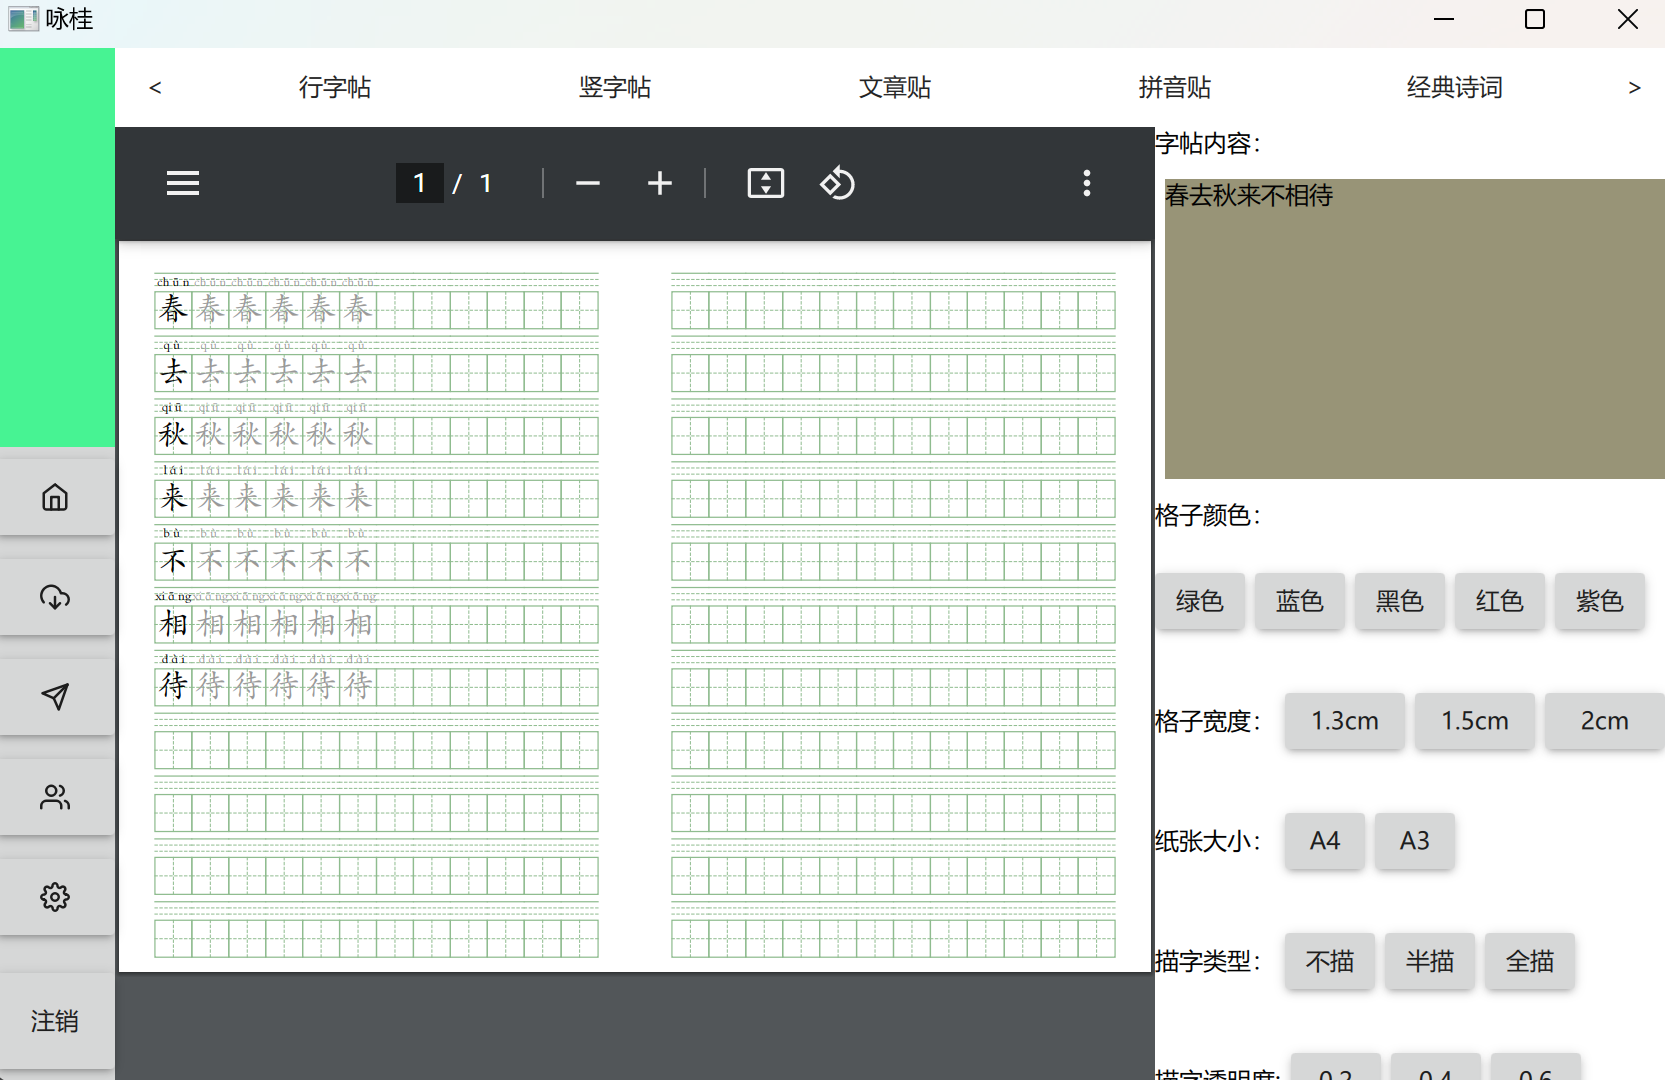 咏桂
< 行字帖 竖字帖 文章贴 拼音贴 经典诗词 >
1 / 1
chūn chūn chūn chūn chūn chūn
春 春 春 春 春 春
qù qù qù qù qù qù
去 去 去 去 去 去
qiū qiū qiū qiū qiū qiū
秋 秋 秋 秋 秋 秋
lái lái lái lái lái lái
来 来 来 来 来 来
bù bù bù bù bù bù
不 不 不 不 不 不
xiāng xiāng xiāng xiāng xiāng xiāng
相 相 相 相 相 相
dài dài dài dài dài dài
待 待 待 待 待 待
注销
字帖内容：
春去秋来不相待
格子颜色：
绿色 蓝色 黑色 红色 紫色
格子宽度： 1.3cm 1.5cm 2cm
纸张大小： A4 A3
描字类型： 不描 半描 全描
描字透明度： 0.2 0.4 0.6